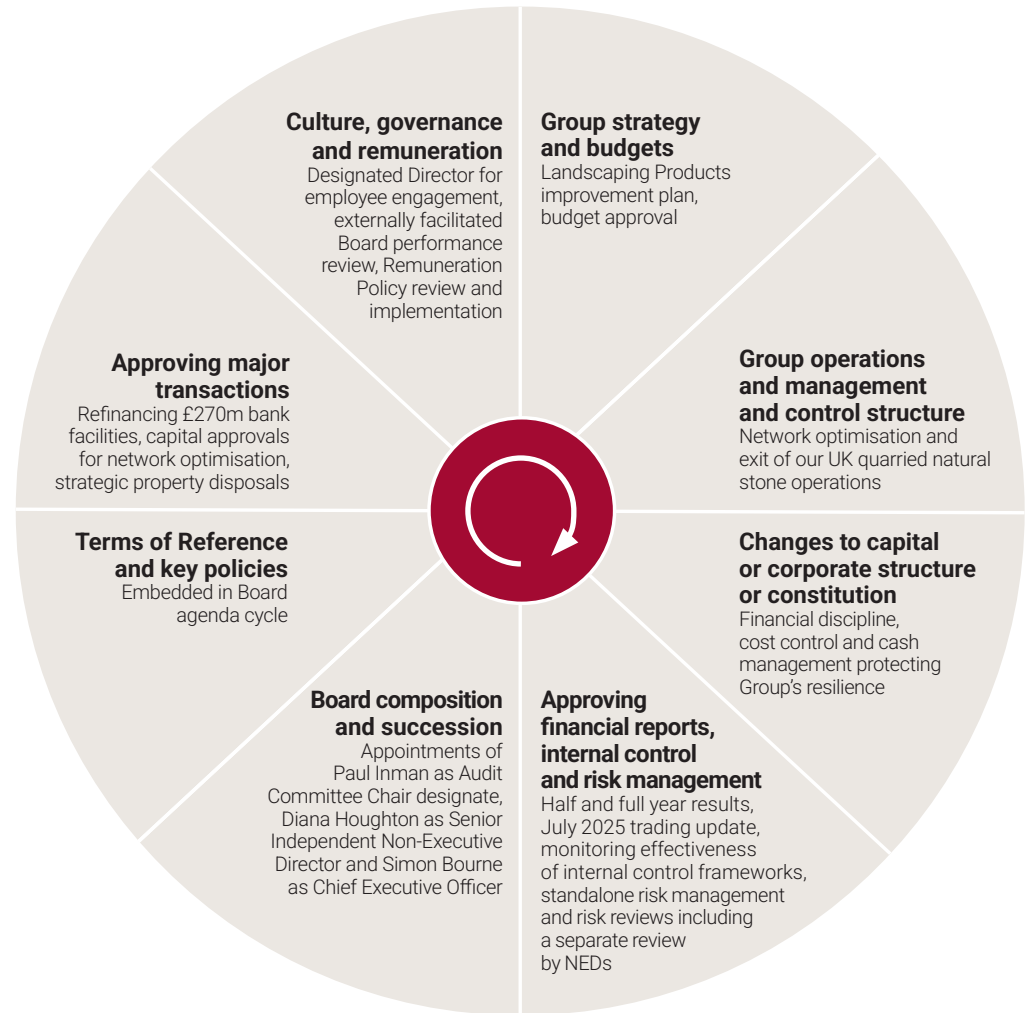 Group strategy
and budgets
Landscaping Products
improvement plan,
budget approval
Group operations
and management
and control structure
Network optimisation and
exit of our UK quarried natural
stone operations
Changes to capital
or corporate structure
or constitution
Financial discipline,
cost control and cash
management protecting
Group’s resilience
Approving
financial reports,
internal control
and risk management
Half and full year results,
July 2025 trading update,
monitoring effectiveness
of internal control frameworks,
standalone risk management
and risk reviews including
a separate review
by NEDs
Board composition
and succession
Appointments of
Paul Inman as Audit
Committee Chair designate,
Diana Houghton as Senior
Independent Non-Executive
Director and Simon Bourne
as Chief Executive Officer
Terms of Reference
and key policies
Embedded in Board
agenda cycle
Approving major
transactions
Refinancing £270m bank
facilities, capital approvals
for network optimisation,
strategic property disposals
Culture, governance
and remuneration
Designated Director for
employee engagement,
externally facilitated
Board performance
review, Remuneration
Policy review and
implementation